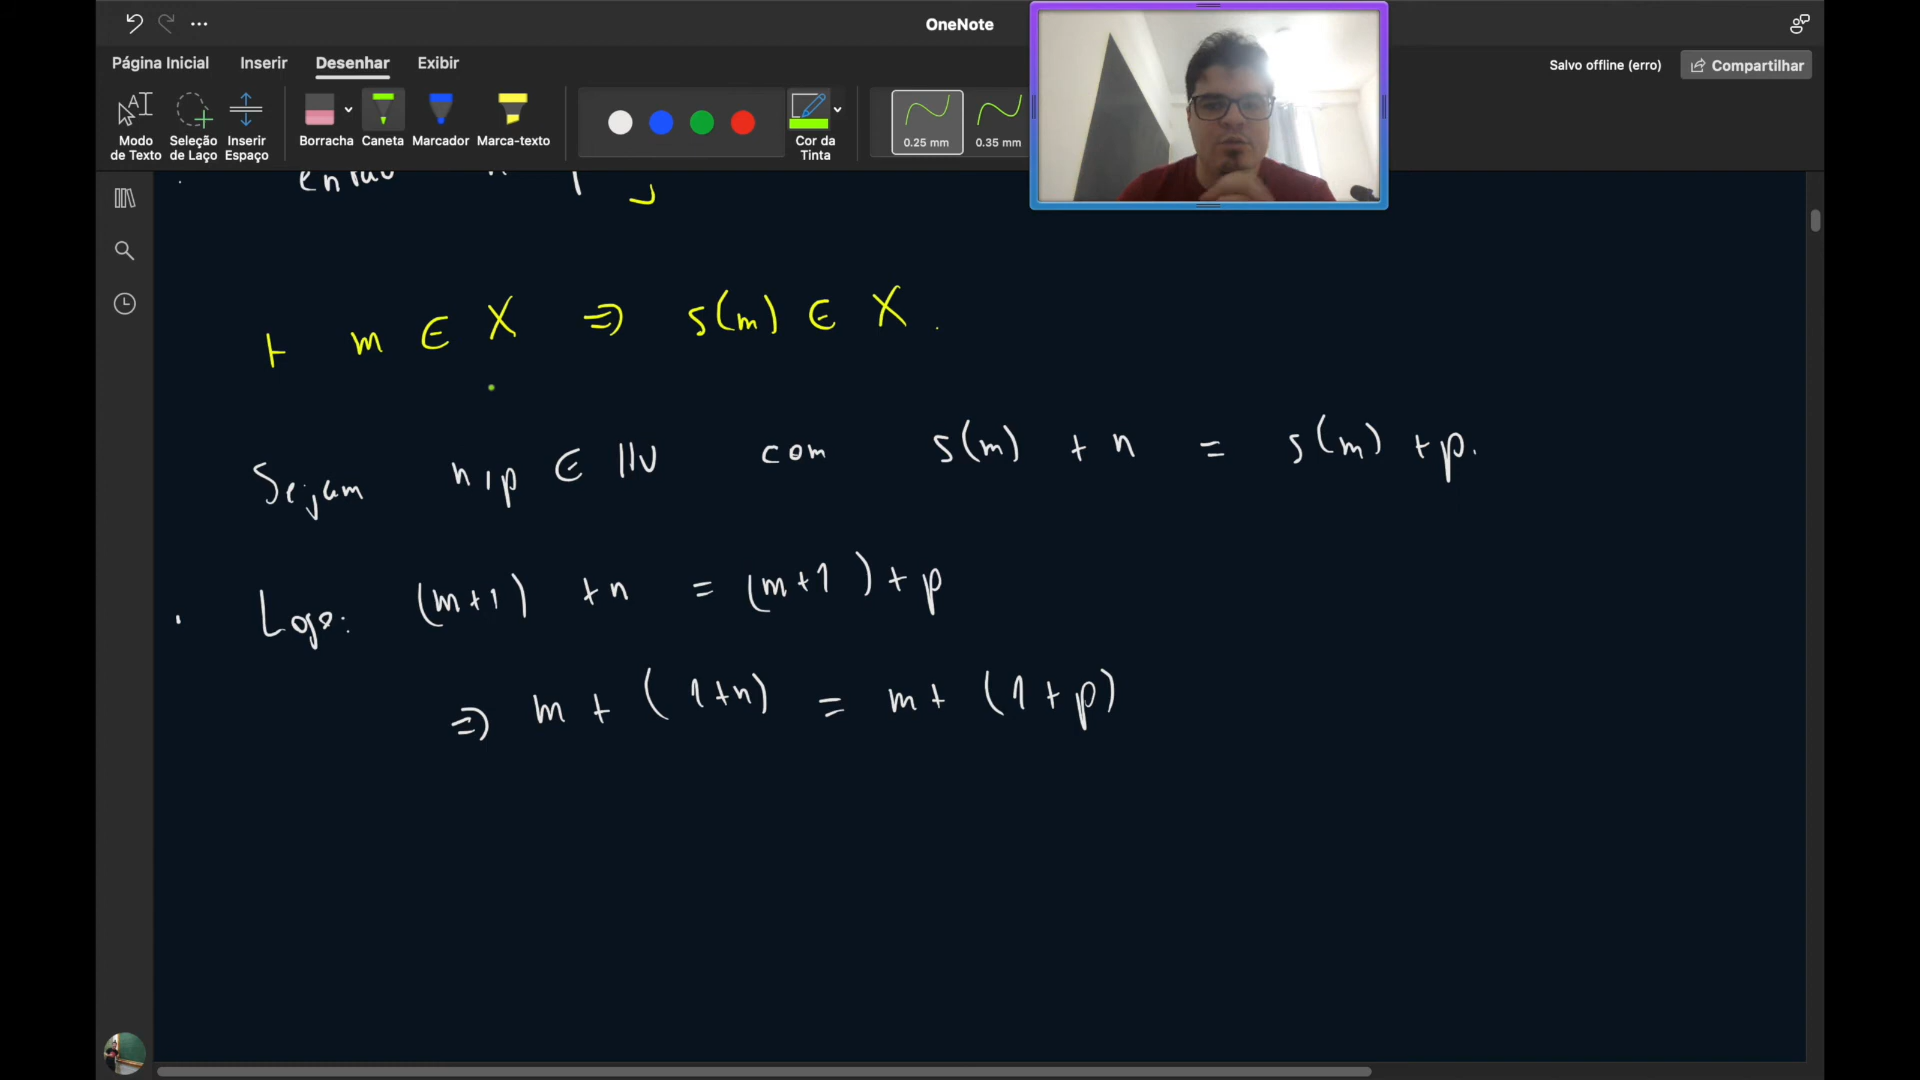 OneNote
Página Inicial Inserir Desenhar Exibir
Salvo offline (erro) Compartilhar
Modo de Texto Seleção de Laço Inserir Espaço Borracha Caneta Marcador Marca-texto Cor da Tinta 0.25 mm 0.35 mm
então
+ m ∈ X ⇒ s(m) ∈ X.
Sejam n,p ∈ ℕ com s(m) + n = s(m) + p.
Logo: (m+1) + n = (m+1) + p
⇒ m + (1+n) = m + (1+p)